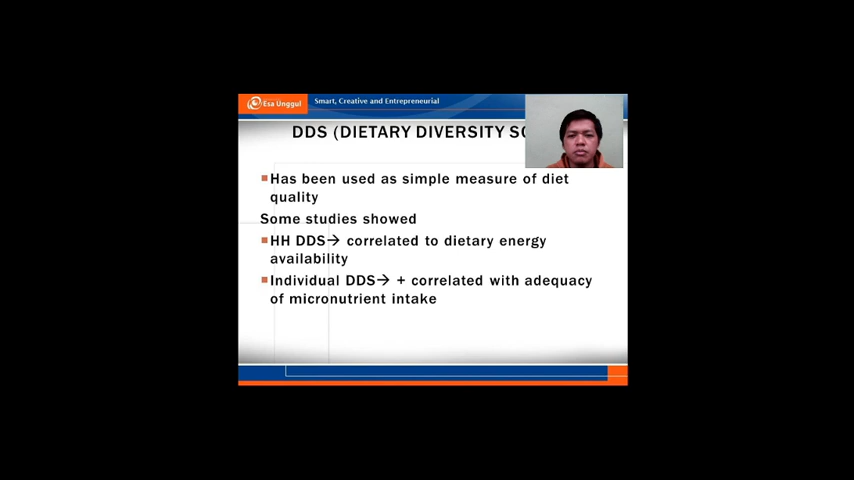 Esa Unggul
Smart, Creative and Entrepreneurial
DDS (DIETARY DIVERSITY
Has been used as simple measure of diet
quality
Some studies showed
HH DDS→ correlated to dietary energy
availability
Individual DDS→ + correlated with adequacy
of micronutrient intake